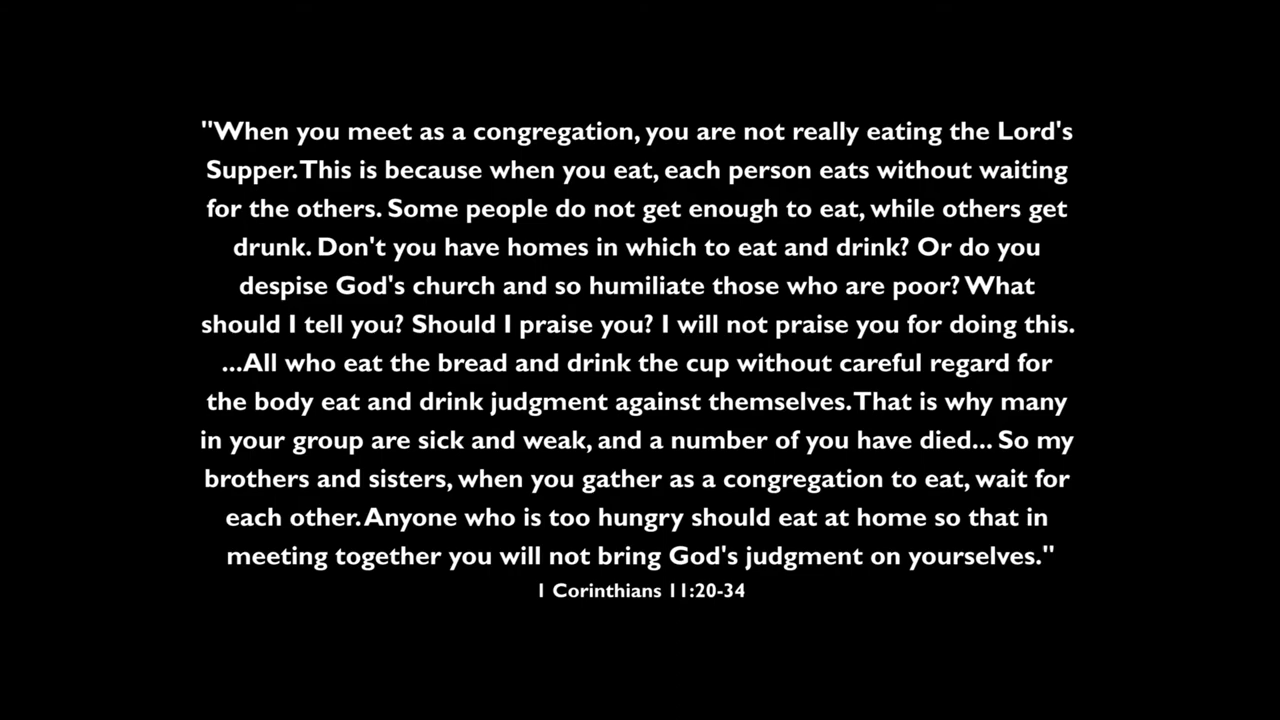 "When you meet as a congregation, you are not really eating the Lord's
Supper. This is because when you eat, each person eats without waiting
for the others. Some people do not get enough to eat, while others get
drunk. Don't you have homes in which to eat and drink? Or do you
despise God's church and so humiliate those who are poor? What
should I tell you? Should I praise you? I will not praise you for doing this.
...All who eat the bread and drink the cup without careful regard for
the body eat and drink judgment against themselves. That is why many
in your group are sick and weak, and a number of you have died... So my
brothers and sisters, when you gather as a congregation to eat, wait for
each other. Anyone who is too hungry should eat at home so that in
meeting together you will not bring God's judgment on yourselves."
1 Corinthians 11:20-34